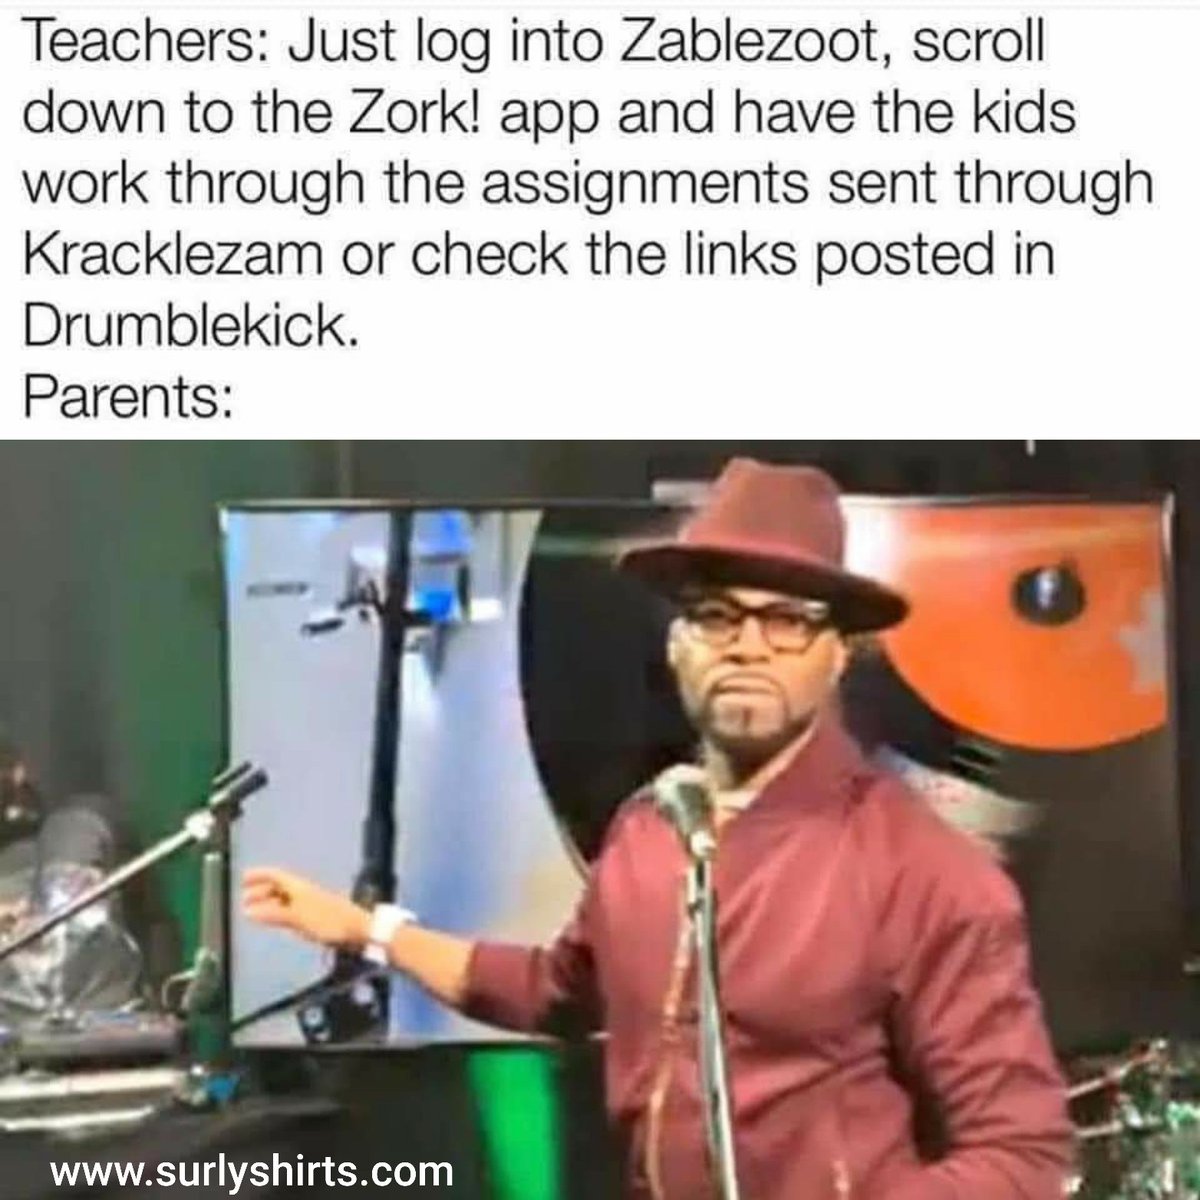 Teachers: Just log into Zablezoot, scroll
down to the Zork! app and have the kids
work through the assignments sent through
Kracklezam or check the links posted in
Drumblekick.
Parents:
www.surlyshirts.com